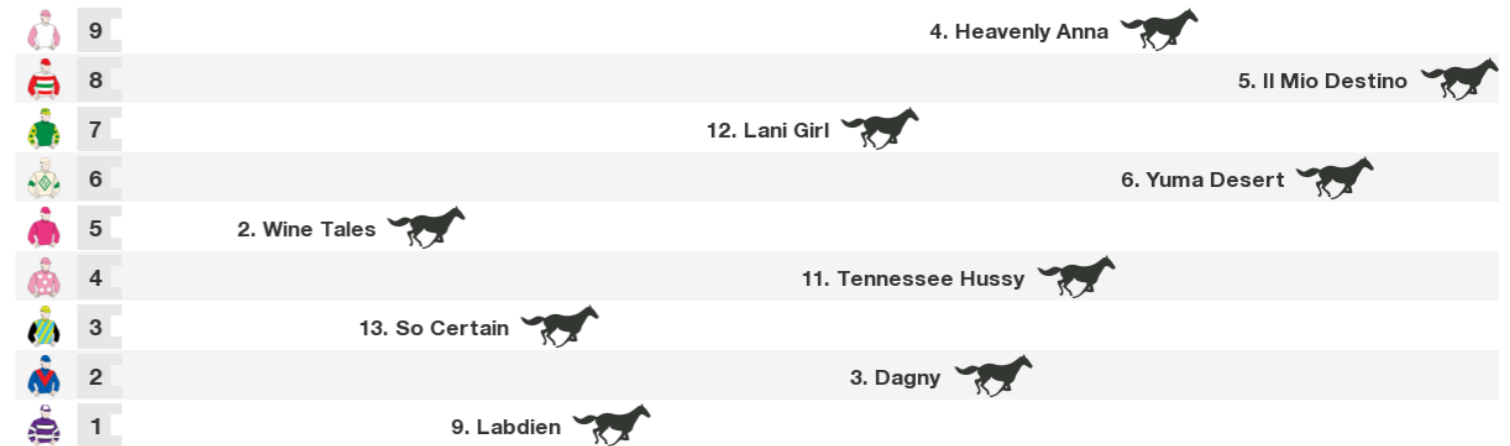 9 4. Heavenly Anna
8 5. Il Mio Destino
7 12. Lani Girl
6 6. Yuma Desert
5 2. Wine Tales
4 11. Tennessee Hussy
3 13. So Certain
2 3. Dagny
1 9. Labdien